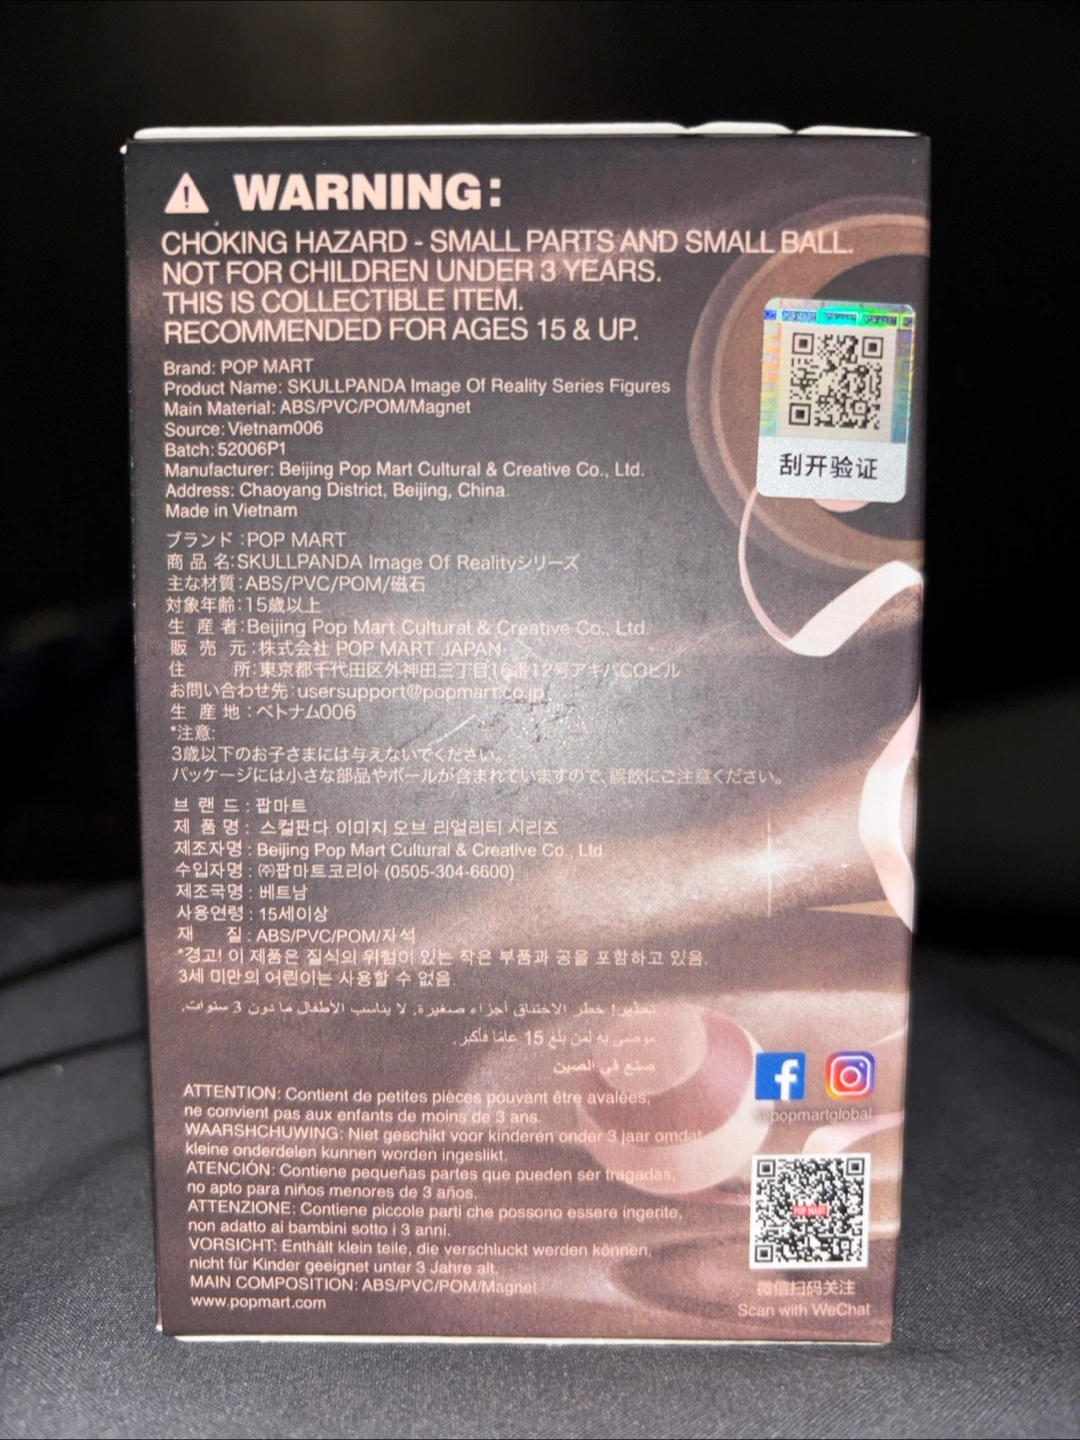 WARNING:
CHOKING HAZARD - SMALL PARTS AND SMALL BALL.
NOT FOR CHILDREN UNDER 3 YEARS.
THIS IS COLLECTIBLE ITEM.
RECOMMENDED FOR AGES 15 & UP.
Brand: POP MART
Product Name: SKULLPANDA Image Of Reality Series Figures
Main Material: ABS/PVC/POM/Magnet
Source: Vietnam006
Batch: 52006P1
Manufacturer: Beijing Pop Mart Cultural & Creative Co., Ltd.
Address: Chaoyang District, Beijing, China.
Made in Vietnam
刮开验证
ブランド:POP MART
商品名:SKULLPANDA Image Of Realityシリーズ
主な材質:ABS/PVC/POM/磁石
対象年齢:15歳以上
生産者:Beijing Pop Mart Cultural & Creative Co., Ltd.
販売元:株式会社 POP MART JAPAN
住所:東京都千代田区外神田三丁目16番12号アキバCOビル
お問い合わせ先:usersupport@popmart.co.jp
生産地:ベトナム006
*注意:
3歳以下のお子さまには与えないでください。
パッケージには小さな部品やボールが含まれていますので、誤飲にご注意ください。
브랜드: 팝마트
제품명: 스컬판다 이미지 오브 리얼리티 시리즈
제조자명: Beijing Pop Mart Cultural & Creative Co., Ltd
수입자명: ㈜팝마트코리아 (0505-304-6600)
제조국명: 베트남
사용연령: 15세이상
재질: ABS/PVC/POM/자석
*경고! 이 제품은 질식의 위험이 있는 작은 부품과 공을 포함하고 있음.
3세 미만의 어린이는 사용할 수 없음.
تحذير! خطر الاختناق أجزاء صغيرة. لا يناسب الأطفال ما دون 3 سنوات.
موصى به لمن بلغ 15 عامًا فأكبر.
صنع في الصين
ATTENTION: Contient de petites pièces pouvant être avalées,
ne convient pas aux enfants de moins de 3 ans.
WAARSHCHUWING: Niet geschikt voor kinderen onder 3 jaar omdat
kleine onderdelen kunnen worden ingeslikt.
ATENCIÓN: Contiene pequeñas partes que pueden ser tragadas,
no apto para niños menores de 3 años.
ATTENZIONE: Contiene piccole parti che possono essere ingerite,
non adatto ai bambini sotto i 3 anni.
VORSICHT: Enthält klein teile, die verschluckt werden können,
nicht für Kinder geeignet unter 3 Jahre alt.
MAIN COMPOSITION: ABS/PVC/POM/Magnet
www.popmart.com
@popmartglobal
POP MART
微信扫码关注
Scan with WeChat